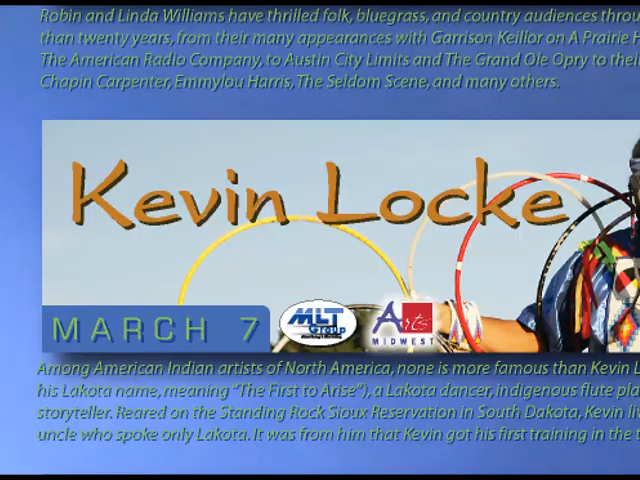 Robin and Linda Williams have thrilled folk, bluegrass, and country audiences
than twenty years, from their many appearances with Garrison Keillor on A Prairie
The American Radio Company, to Austin City Limits and The Grand Ole Opry to their
Chapin Carpenter, Emmylou Harris, The Seldom Scene, and many others.
Kevin Locke
MARCH 7
MLT
Group
Arts
MIDWEST
Among American Indian artists of North America, none is more famous than Kevin L
his Lakota name, meaning "The First to Arise"), a Lakota dancer, indigenous flute
storyteller. Reared on the Standing Rock Sioux Reservation in South Dakota, Kevin
uncle who spoke only Lakota. It was from him that Kevin got his first training in the